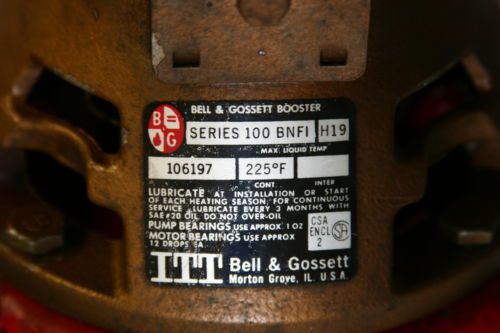 BELL & GOSSETT BOOSTER
B & G
SERIES 100 BNFI H19
MAX. LIQUID TEMP
106197 225°F
CONT. INTER
LUBRICATE AT INSTALLATION OR START
OF EACH HEATING SEASON, FOR CONTINUOUS
SERVICE, LUBRICATE EVERY 3 MONTHS WITH
SAE #20 OIL. DO NOT OVER-OIL
PUMP BEARINGS USE APPROX 1 OZ
MOTOR BEARINGS USE APPROX
12 DROPS EA.
CSA
ENCL
2
SA
ITT Bell & Gossett
Morton Grove, IL. U.S.A.